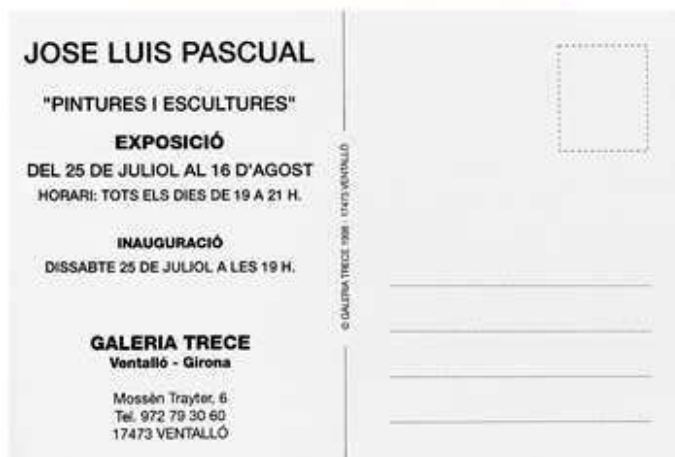 JOSE LUIS PASCUAL
"PINTURES I ESCULTURES"
EXPOSICIÓ
DEL 25 DE JULIOL AL 16 D'AGOST
HORARI: TOTS ELS DIES DE 19 A 21 H.
INAUGURACIÓ
DISSABTE 25 DE JULIOL A LES 19 H.
GALERIA TRECE
Ventalló - Girona
Mossèn Trayter, 6
Tel. 972 79 30 60
17473 VENTALLÓ
© GALERIA TRECE 1998 - 17473 VENTALLÓ